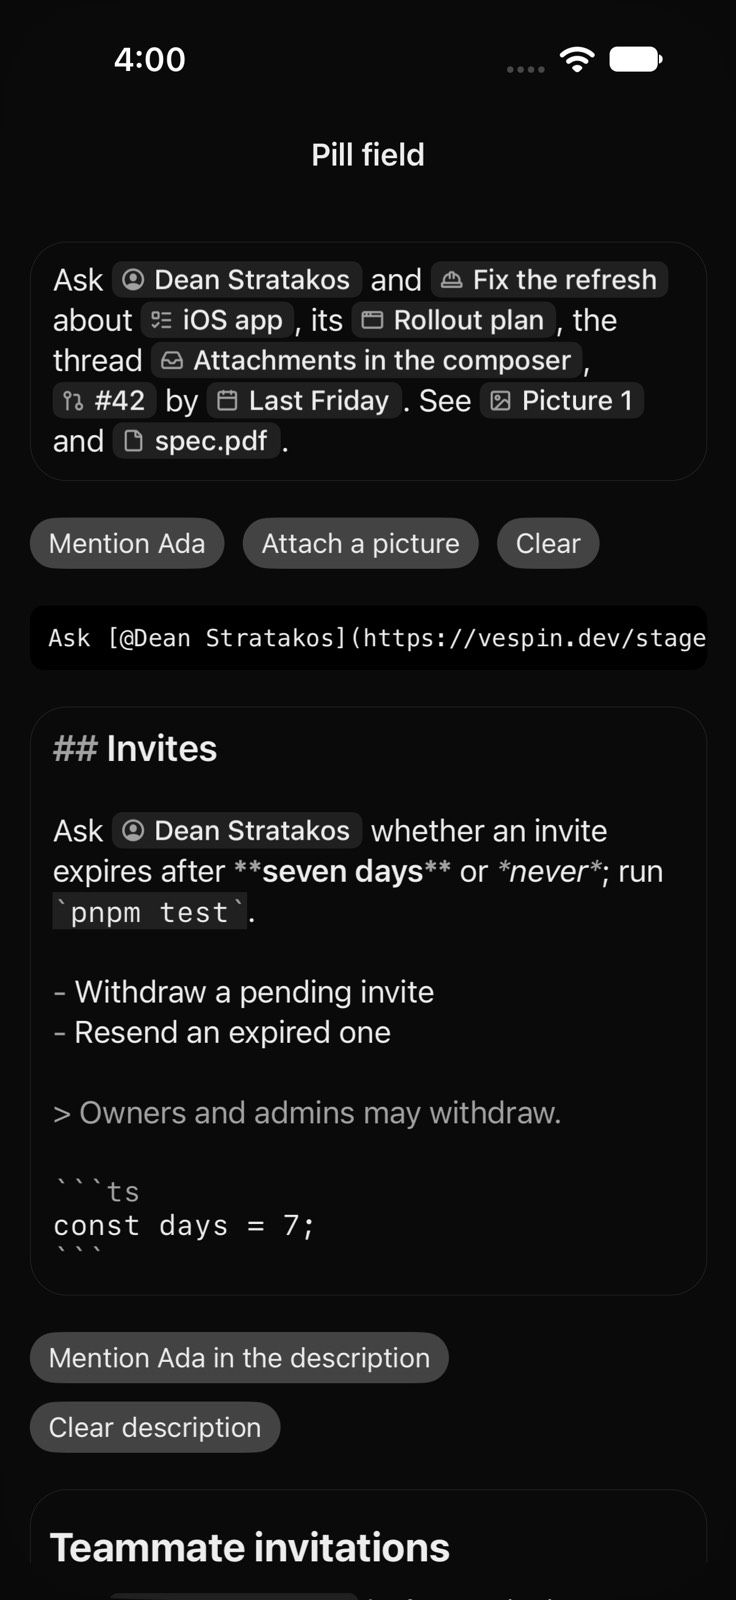 4:00
Pill field
Ask Dean Stratakos and Fix the refresh
about iOS app, its Rollout plan, the
thread Attachments in the composer,
#42 by Last Friday. See Picture 1
and spec.pdf.
Mention Ada Attach a picture Clear
Ask [@Dean Stratakos](https://vespin.dev/stage
## Invites
Ask Dean Stratakos whether an invite
expires after **seven days** or *never*; run
`pnpm test`.
- Withdraw a pending invite
- Resend an expired one
> Owners and admins may withdraw.
```ts
const days = 7;
```
Mention Ada in the description
Clear description
Teammate invitations